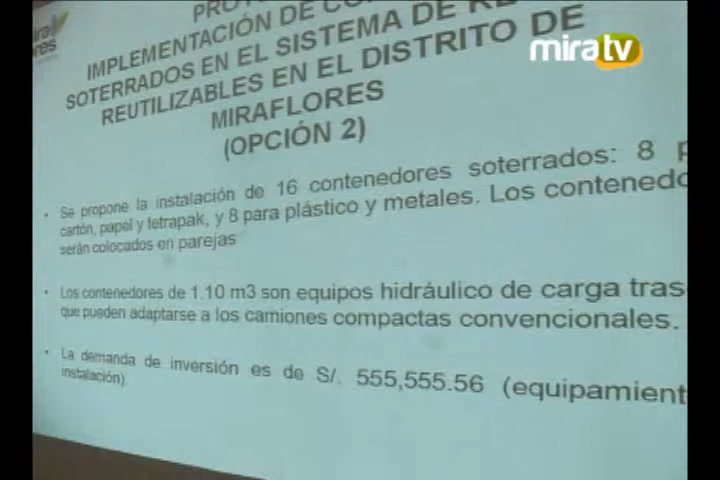 mira tv
IMPLEMENTACIÓN DE
SOTERRADOS EN EL SISTEMA DE
REUTILIZABLES EN EL DISTRITO DE
MIRAFLORES
(OPCIÓN 2)
• Se propone la instalación de 16 contenedores soterrados: 8
cartón, papel y tetrapak, y 8 para plástico y metales. Los
serán colocados en parejas
• Los contenedores de 1.10 m3 son equipos hidráulico de carga
que pueden adaptarse a los camiones compactas convencionales.
• La demanda de inversión es de S/. 555,555.56
instalación).